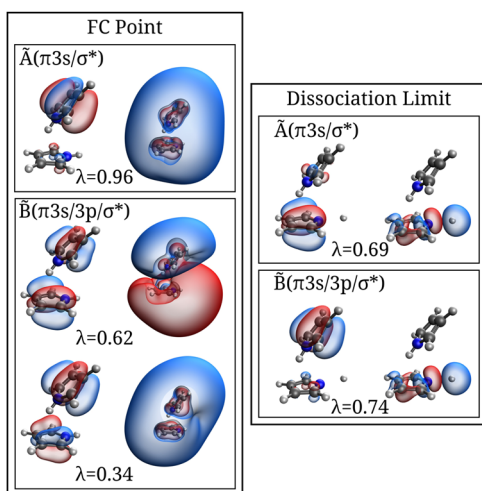 FC Point
Ã(π3s/σ*)
λ=0.96
B̃(π3s/3p/σ*)
λ=0.62
λ=0.34
Dissociation Limit
Ã(π3s/σ*)
λ=0.69
B̃(π3s/3p/σ*)
λ=0.74